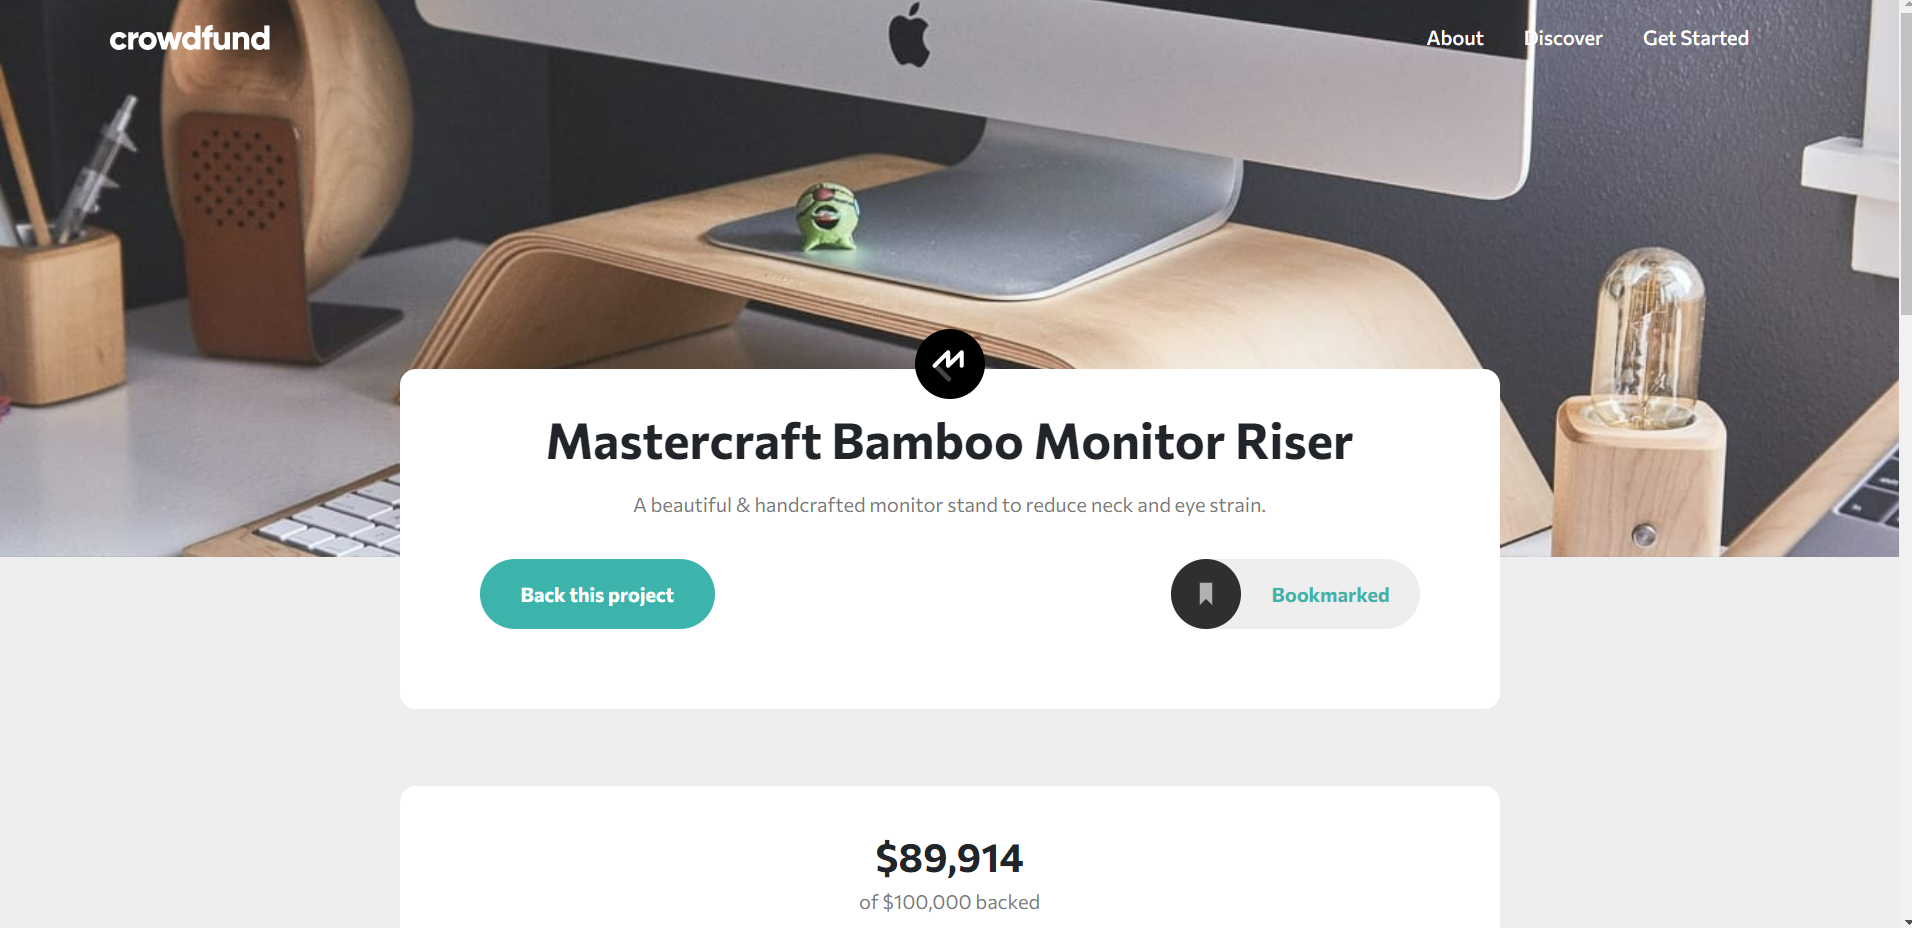 crowdfund
About
Discover
Get Started
Mastercraft Bamboo Monitor Riser
A beautiful & handcrafted monitor stand to reduce neck and eye strain.
Back this project
Bookmarked
$89,914
of $100,000 backed